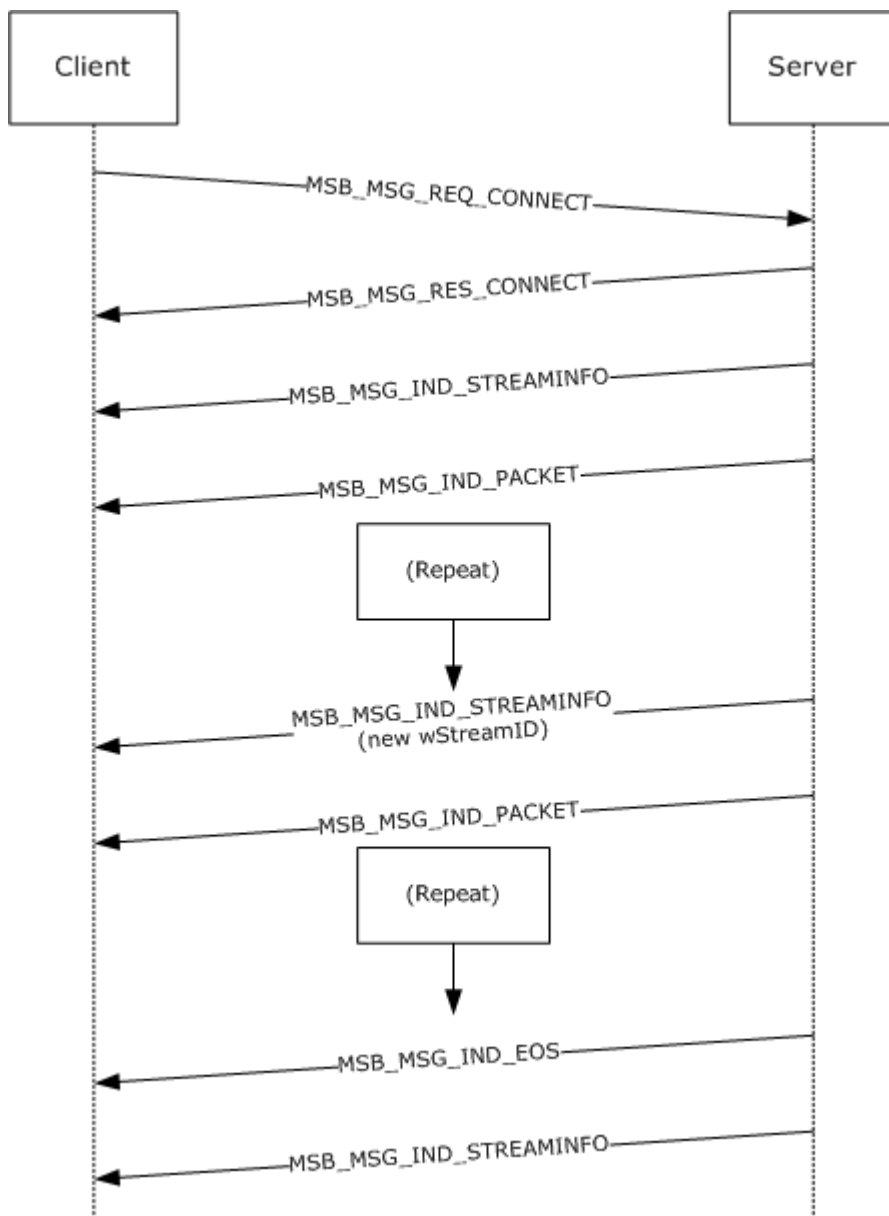 Client
Server
MSB_MSG_REQ_CONNECT
MSB_MSG_RES_CONNECT
MSB_MSG_IND_STREAMINFO
MSB_MSG_IND_PACKET
(Repeat)
MSB_MSG_IND_STREAMINFO
(new wStreamID)
MSB_MSG_IND_PACKET
(Repeat)
MSB_MSG_IND_EOS
MSB_MSG_IND_STREAMINFO